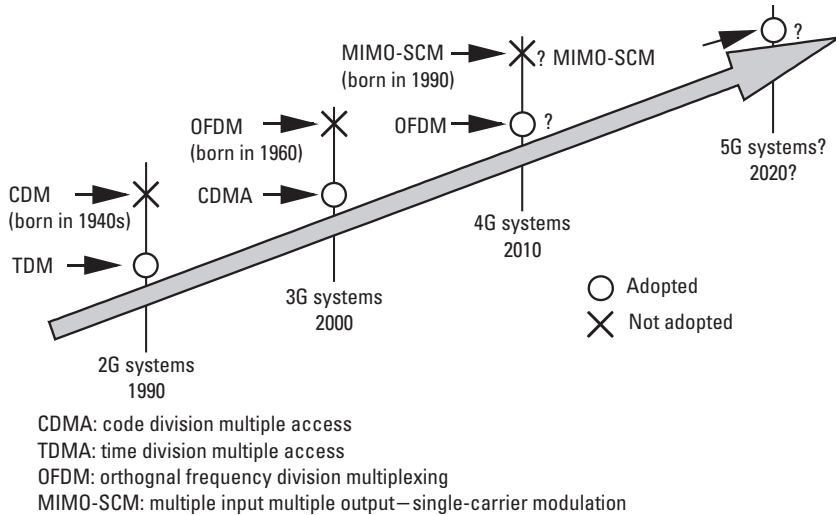 MIMO-SCM
(born in 1990)
? MIMO-SCM
?
OFDM
(born in 1960)
OFDM
?
5G systems?
2020?
CDM
(born in 1940s)
CDMA
4G systems
2010
TDM
3G systems
2000
Adopted
Not adopted
2G systems
1990
CDMA: code division multiple access
TDMA: time division multiple access
OFDM: orthognal frequency division multiplexing
MIMO-SCM: multiple input multiple output—single-carrier modulation